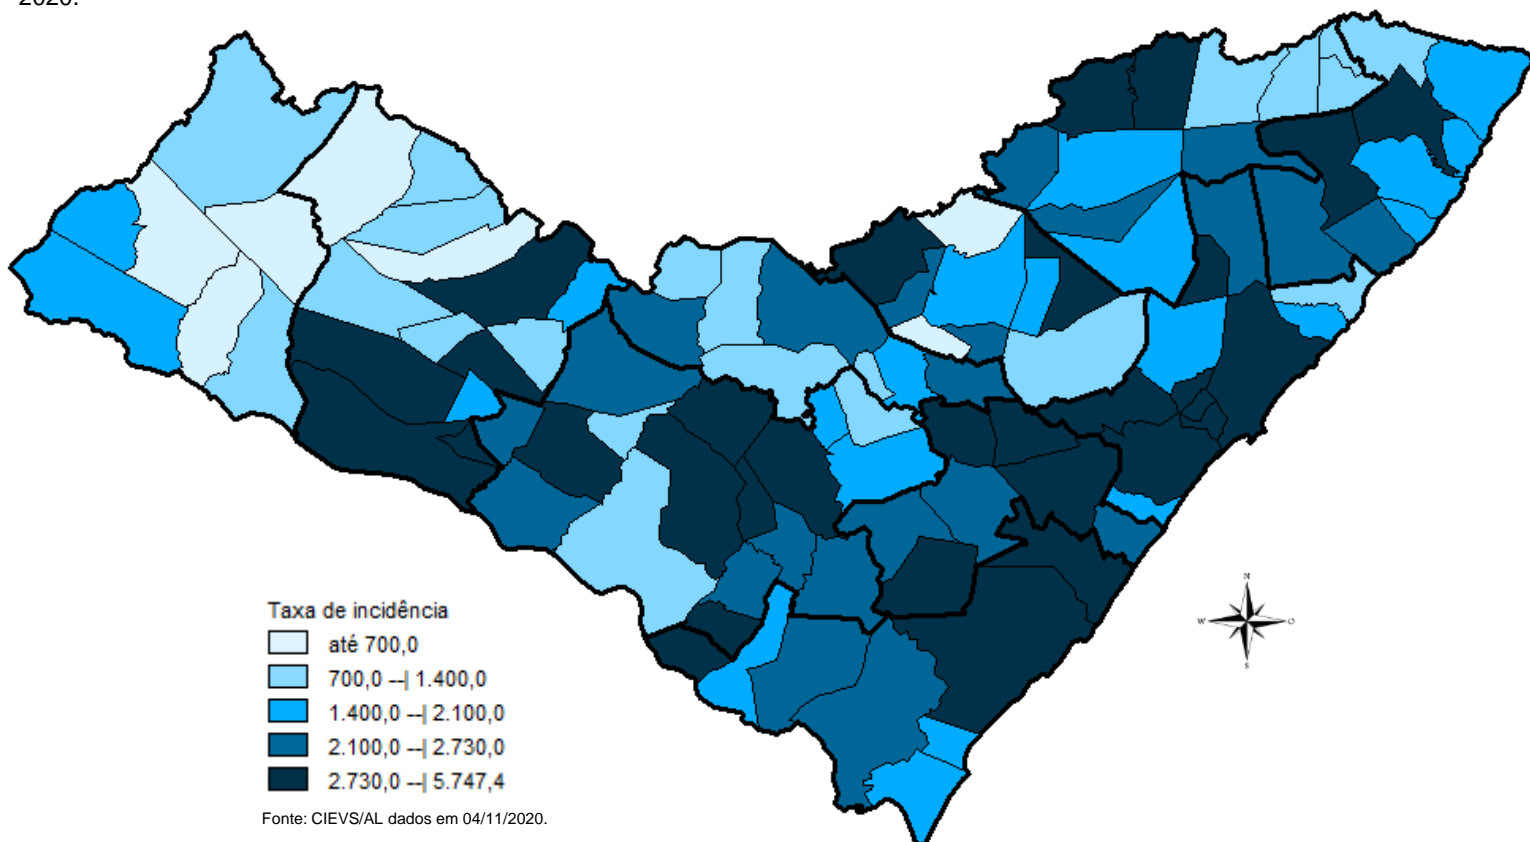 2020.
N
W
O
S
Taxa de incidência
até 700,0
700,0 --| 1.400,0
1.400,0 --| 2.100,0
2.100,0 --| 2.730,0
2.730,0 --| 5.747,4
Fonte: CIEVS/AL dados em 04/11/2020.